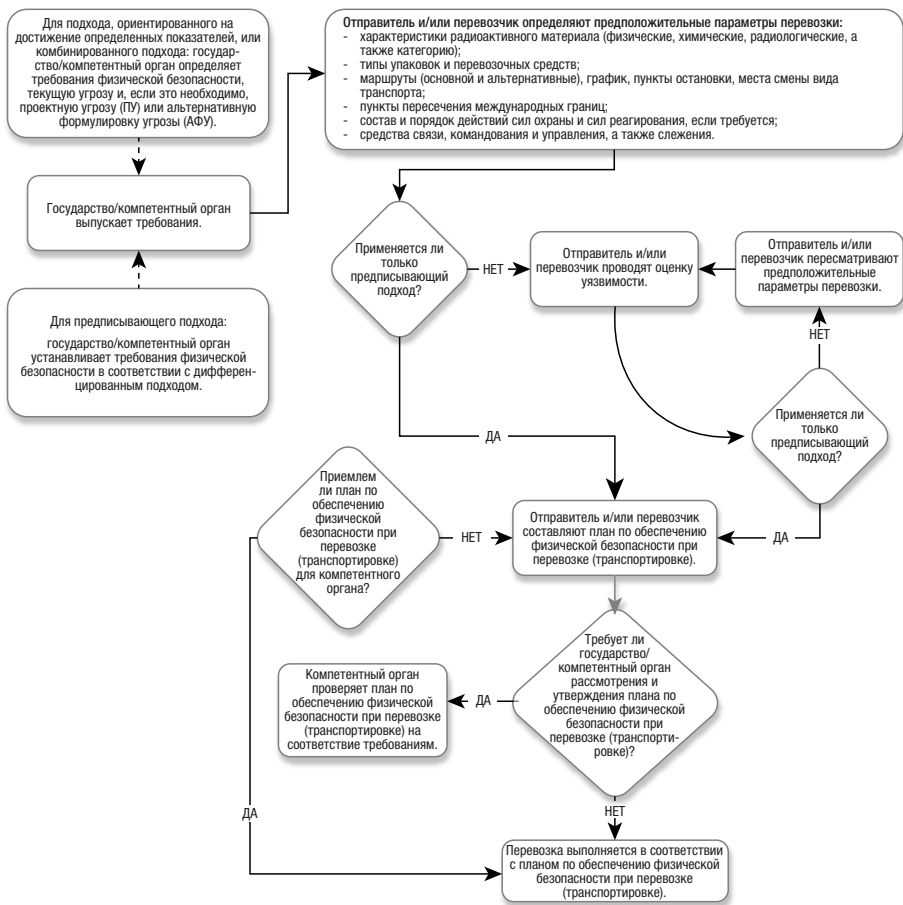 Для подхода, ориентированного на
достижение определенных показателей, или
комбинированного подхода: государ-
ство/компетентный орган определяет
требования физической безопасности,
текущую угрозу и, если это необходимо,
проектную угрозу (ПУ) или альтернативную
формулировку угрозы (АФУ).
Государство/компетентный орган
выпускает требования.
Для предписывающего подхода:
государство/компетентный орган
устанавливает требования физической
безопасности в соответствии с дифферен-
цированным подходом.
Отправитель и/или перевозчик определяют предположительные параметры перевозки:
- характеристики радиоактивного материала (физические, химические, радиологические, а
также категорию);
- типы упаковок и перевозочных средств;
- маршруты (основной и альтернативные), график, пункты остановки, места смены вида
транспорта;
- пункты пересечения международных границ;
- состав и порядок действий сил охраны и сил реагирования, если требуется;
- средства связи, командования и управления, а также слежения.
Применяется ли
только
предписывающий
подход?
НЕТ
Отправитель и/или
перевозчик проводят оценку
уязвимости.
Отправитель и/или
перевозчик пересматривают
предположительные
параметры перевозки.
НЕТ
Применяется ли
только
предписывающий
подход?
ДА
ДА
Приемлем
ли план по
обеспечению
физической
безопасности при
перевозке
(транспортировке)
для компетентного
органа?
НЕТ
Отправитель и/или перевозчик
составляют план по обеспечению
физической безопасности при
перевозке (транспортировке).
Требует ли
государство/
компетентный орган
рассмотрения и
утверждения плана по
обеспечению физической
безопасности при
перевозке (транспорти-
ровке)?
ДА
Компетентный орган
проверяет план по
обеспечению физической
безопасности при перевозке
(транспортировке) на
соответствие требованиям.
ДА
НЕТ
Перевозка выполняется в соответствии
с планом по обеспечению физической
безопасности при перевозке
(транспортировке).